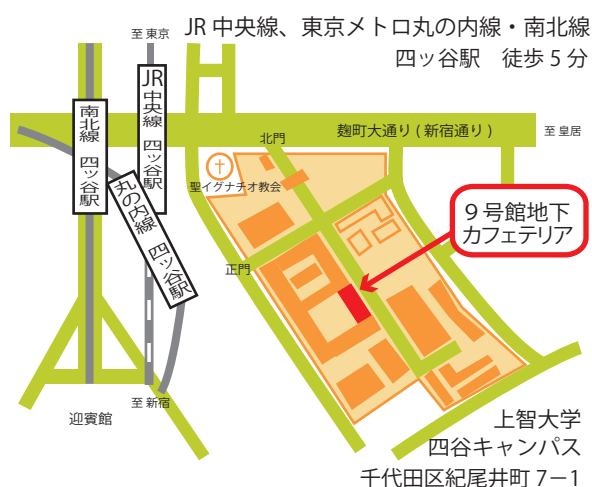 JR 中央線、東京メトロ丸の内線・南北線
四ッ谷駅　徒歩 5 分
至 東京
JR 中央線　四ッ谷駅
南北線　四ッ谷駅
丸の内線　四ッ谷駅
北門
麹町大通り ( 新宿通り )
至 皇居
聖イグナチオ教会
9 号館地下
カフェテリア
正門
至 新宿
迎賓館
上智大学
四谷キャンパス
千代田区紀尾井町 7−1